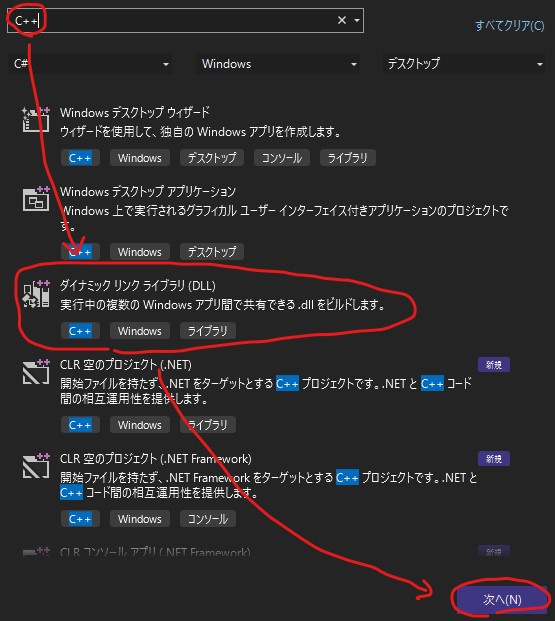 C++
すべてクリア(C)
C# Windows デスクトップ
Windows デスクトップ ウィザード
ウィザードを使用して、独自の Windows アプリを作成します。
C++ Windows デスクトップ コンソール ライブラリ
Windows デスクトップ アプリケーション
Windows 上で実行されるグラフィカル ユーザー インターフェイス付きアプリケーションのプロジェクトで
す。
C++ Windows デスクトップ
ダイナミック リンク ライブラリ (DLL)
実行中の複数の Windows アプリ間で共有できる .dll をビルドします。
C++ Windows ライブラリ
CLR 空のプロジェクト (.NET) 新規
開始ファイルを持たず、.NET をターゲットとする C++ プロジェクトです。.NET と C++ コード
間の相互運用性を提供します。
C++ Windows ライブラリ
CLR 空のプロジェクト (.NET Framework) 新規
開始ファイルを持たず、.NET Framework をターゲットとする C++ プロジェクトです。.NET と
C++ コード間の相互運用性を提供します。
C++ Windows コンソール
CLR コンソール アプリ (.NET Framework) 新規
次へ(N)